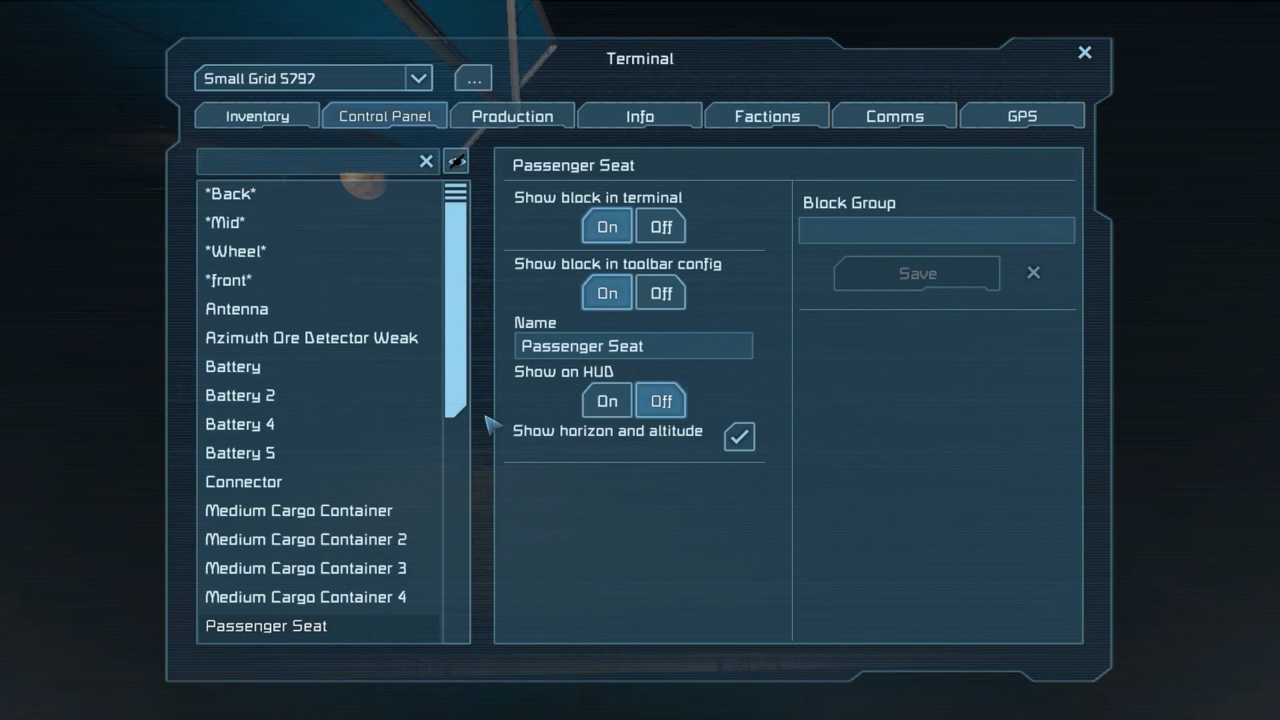 Terminal
Small Grid 5797
...
Inventory
Control Panel
Production
Info
Factions
Comms
GPS
*Back*
*Mid*
*Wheel*
*front*
Antenna
Azimuth Ore Detector Weak
Battery
Battery 2
Battery 4
Battery 5
Connector
Medium Cargo Container
Medium Cargo Container 2
Medium Cargo Container 3
Medium Cargo Container 4
Passenger Seat
Passenger Seat
Show block in terminal
On Off
Show block in toolbar config
On Off
Name
Passenger Seat
Show on HUD
On Off
Show horizon and altitude
Block Group
Save